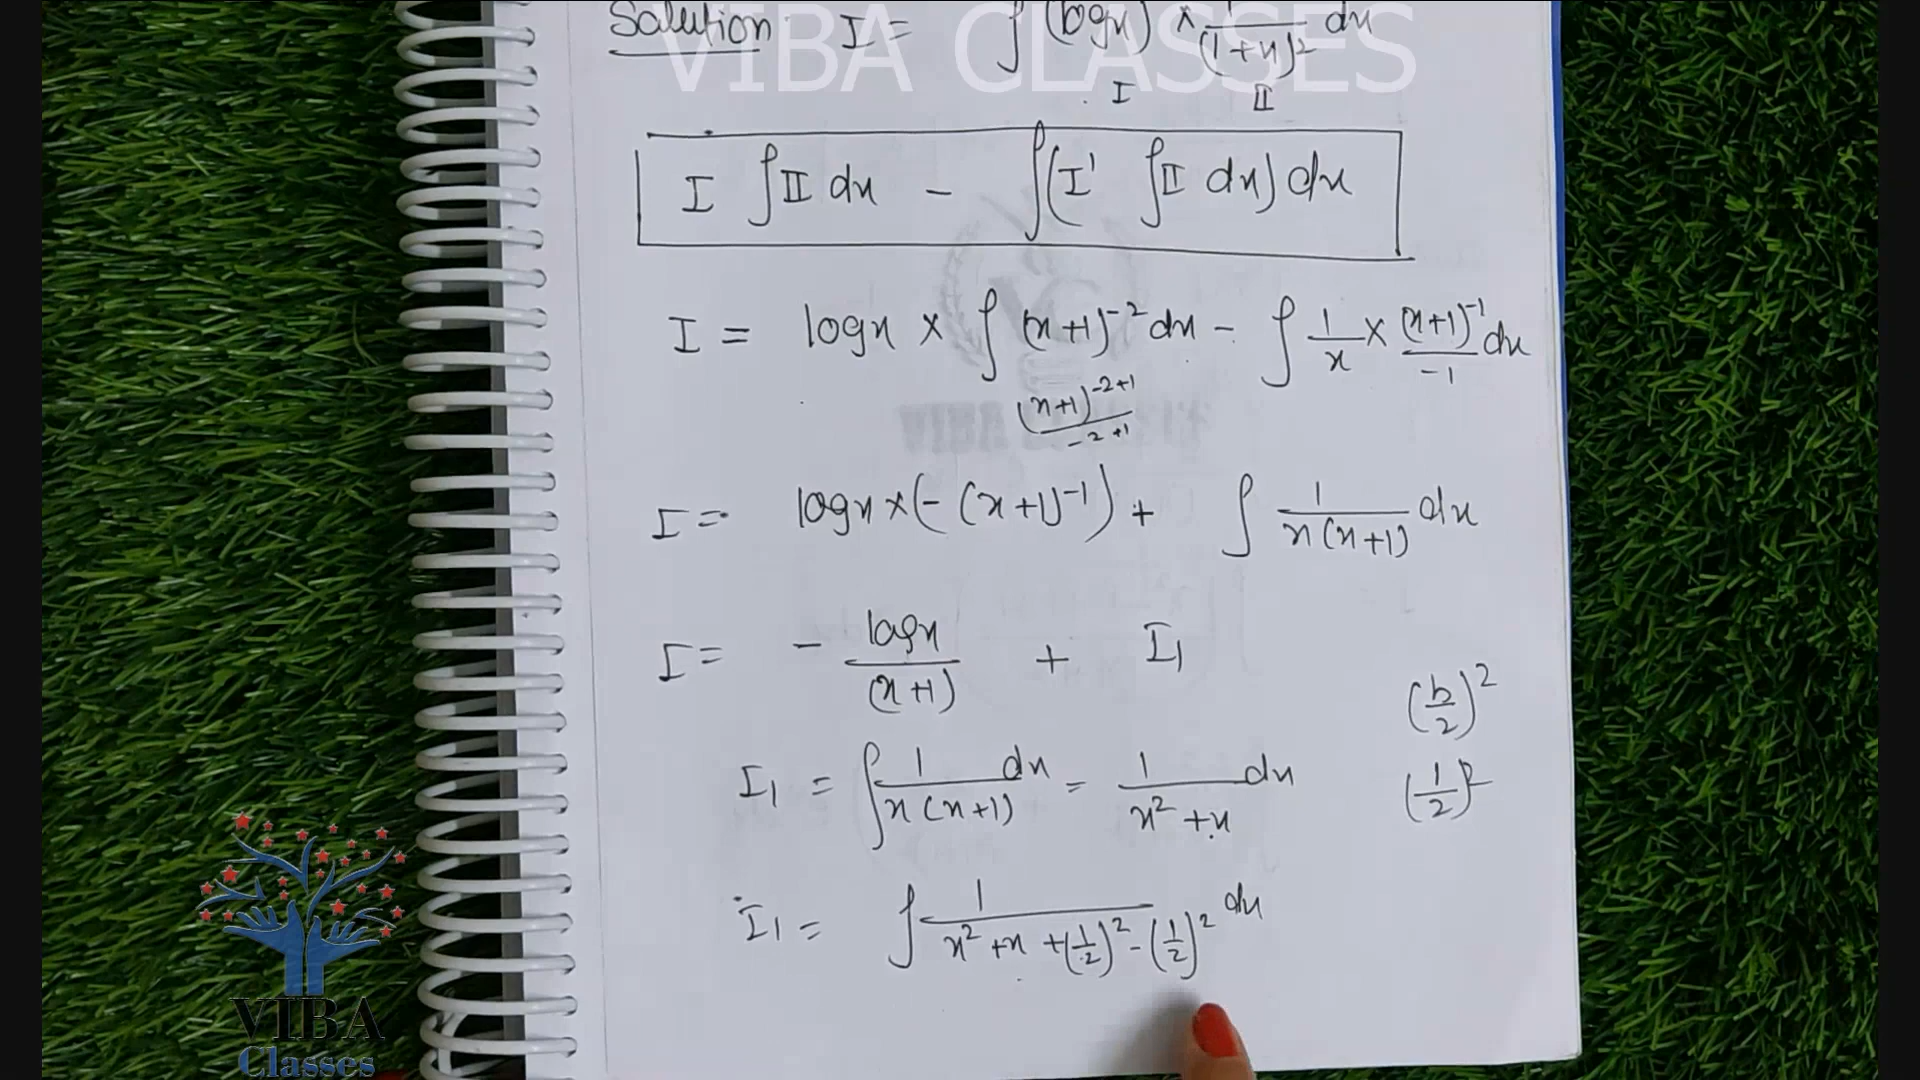 Solution: I = ∫ (log x) × 1/(1+x)² dx
VIBA CLASSES
I II
I ∫ II dx - ∫(I' ∫ II dx) dx
I = log x × ∫ (x+1)⁻² dx - ∫ 1/x × (x+1)⁻¹/-1 dx
(x+1)⁻²⁺¹/-2+1
I = log x × (-(x+1)⁻¹) + ∫ 1/x(x+1) dx
I = - log x/(x+1) + I₁
(b/2)²
I₁ = ∫ 1/x(x+1) dx = 1/x²+x dx
(1/2)²
I₁ = ∫ 1/x²+x+(1/2)²-(1/2)² dx
VIBA
Classes